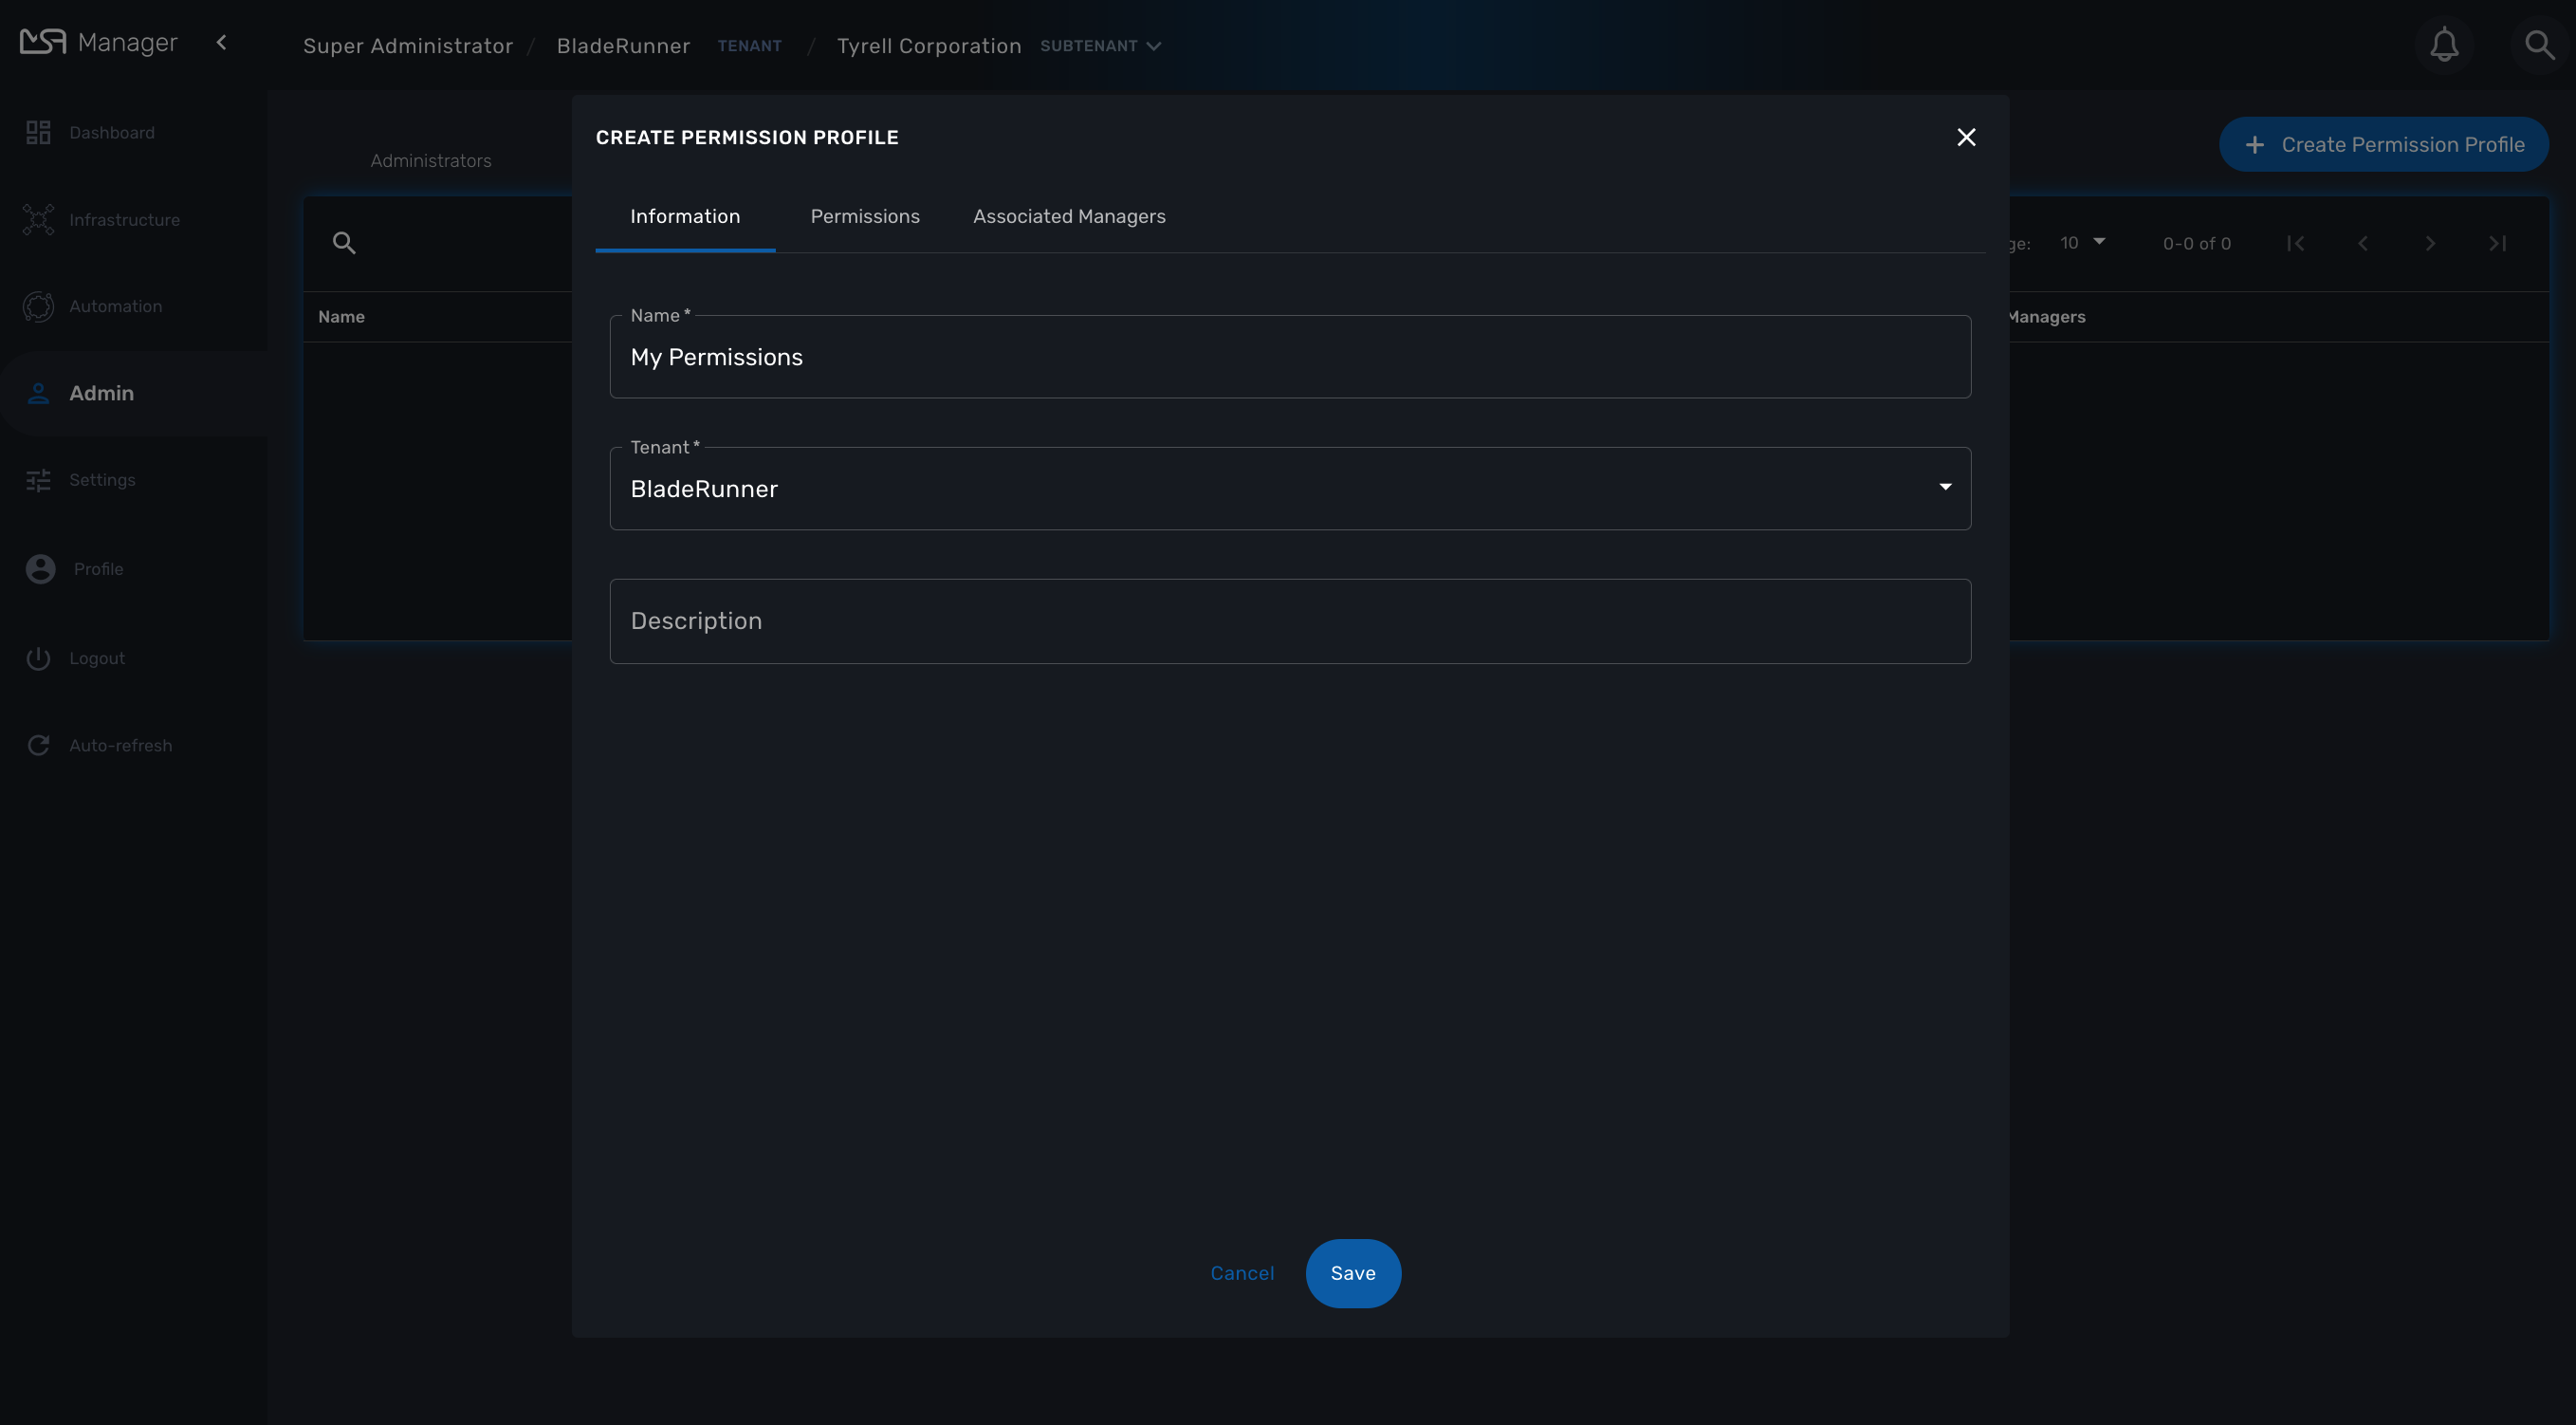 MSA Manager
Super Administrator / BladeRunner TENANT / Tyrell Corporation SUBTENANT
Dashboard
Infrastructure
Automation
Admin
Settings
Profile
Logout
Auto-refresh
Administrators
Create Permission Profile
ge: 10 0-0 of 0
Name
Managers
CREATE PERMISSION PROFILE
Information Permissions Associated Managers
Name *
My Permissions
Tenant *
BladeRunner
Description
Cancel Save